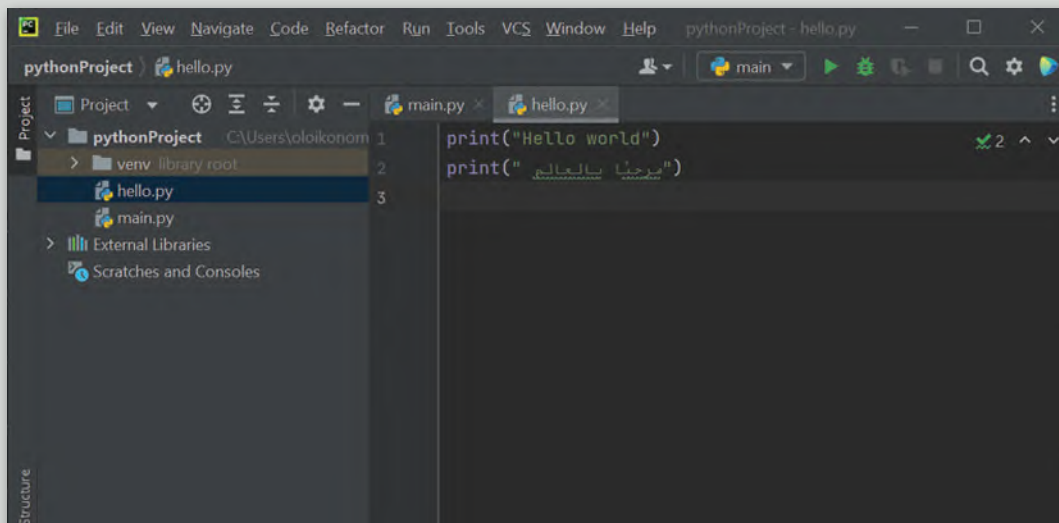 File Edit View Navigate Code Refactor Run Tools VCS Window Help pythonProject - hello.py
pythonProject hello.py main
Project Project main.py hello.py
pythonProject C:\Users\oloikonom 1 print("Hello world") 2
venv library root 2 print(" مرحبًا بالعالم")
hello.py 3
main.py
External Libraries
Scratches and Consoles
Structure